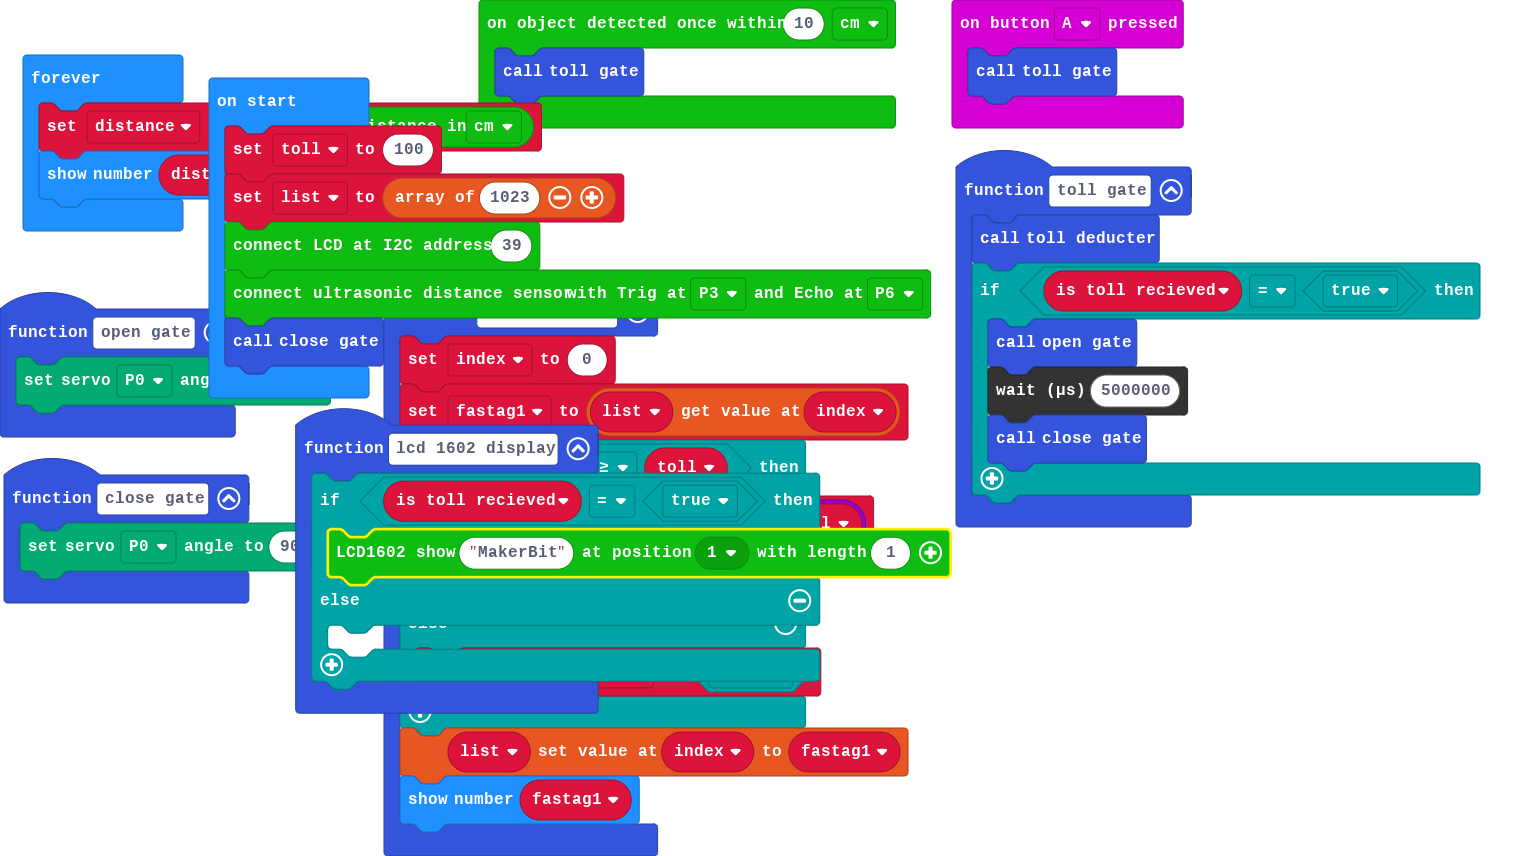 on object detected once within 10 cm
call toll gate
on button A pressed
call toll gate
forever
set distance
distance in cm
show number dist
on start
set toll to 100
set list to array of 1023
connect LCD at I2C address 39
connect ultrasonic distance sensor with Trig at P3 and Echo at P6
call close gate
function toll gate
call toll deducter
if is toll recieved = true then
call open gate
wait (µs) 5000000
call close gate
function open gate
set servo P0 ang
function close gate
set servo P0 angle to 90
set index to 0
set fastag1 to list get value at index
≥ toll then
function lcd 1602 display
if is toll recieved = true then
LCD1602 show "MakerBit" at position 1 with length 1
else
else
list set value at index to fastag1
show number fastag1